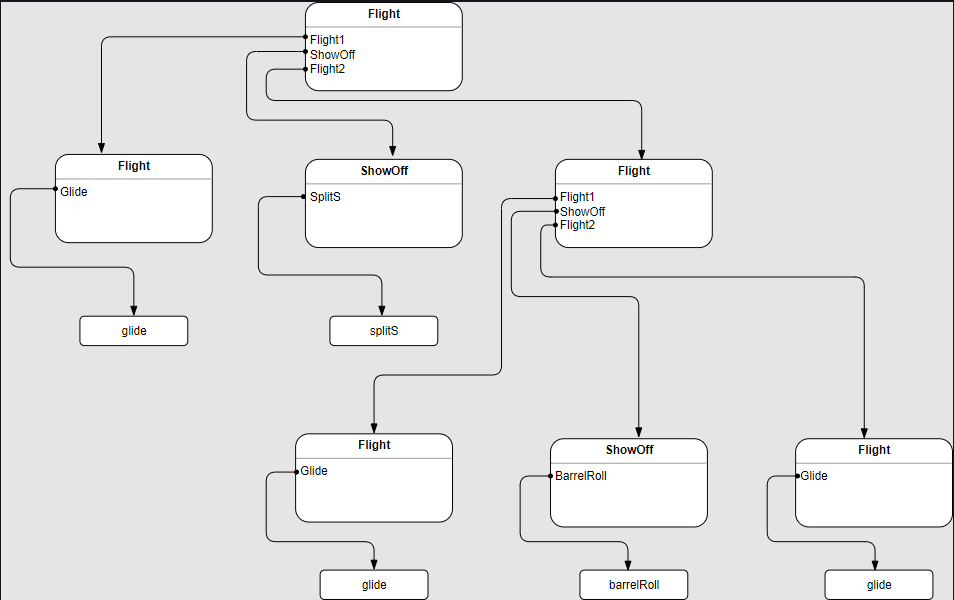 Flight
Flight1
ShowOff
Flight2
Flight
Glide
ShowOff
SplitS
Flight
Flight1
ShowOff
Flight2
glide
splitS
Flight
Glide
ShowOff
BarrelRoll
Flight
Glide
glide
barrelRoll
glide